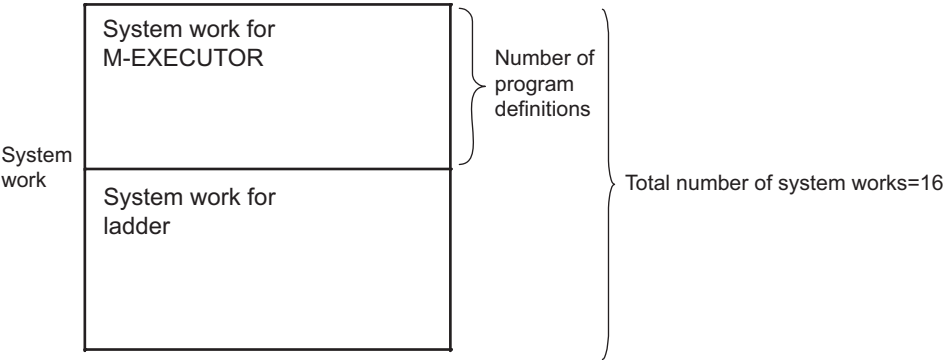 System work for
M-EXECUTOR
Number of
program
definitions
System
work
System work for
ladder
Total number of system works=16